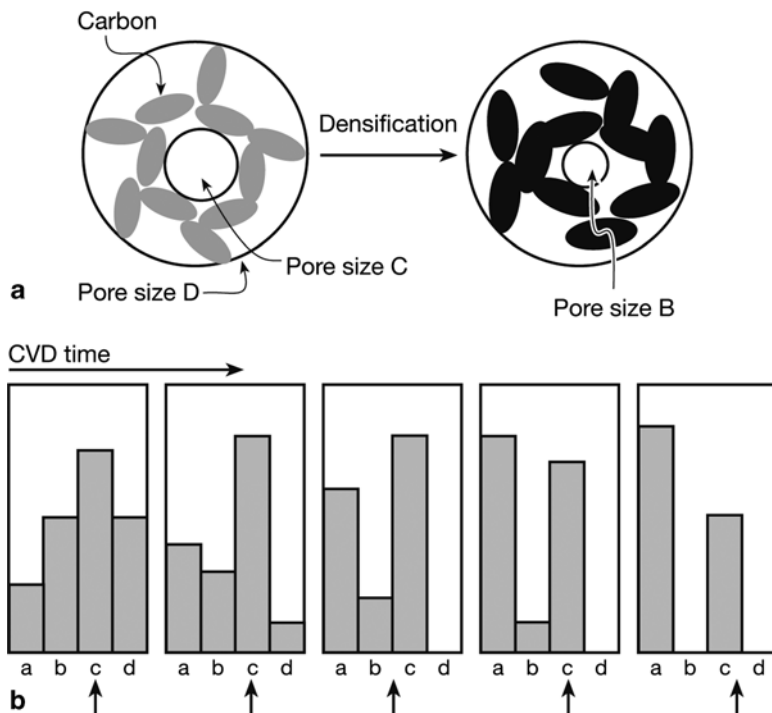 Carbon
Densification
Pore size C
Pore size D
Pore size B
a
CVD time
a b c d a b c d a b c d a b c d a b c d
b